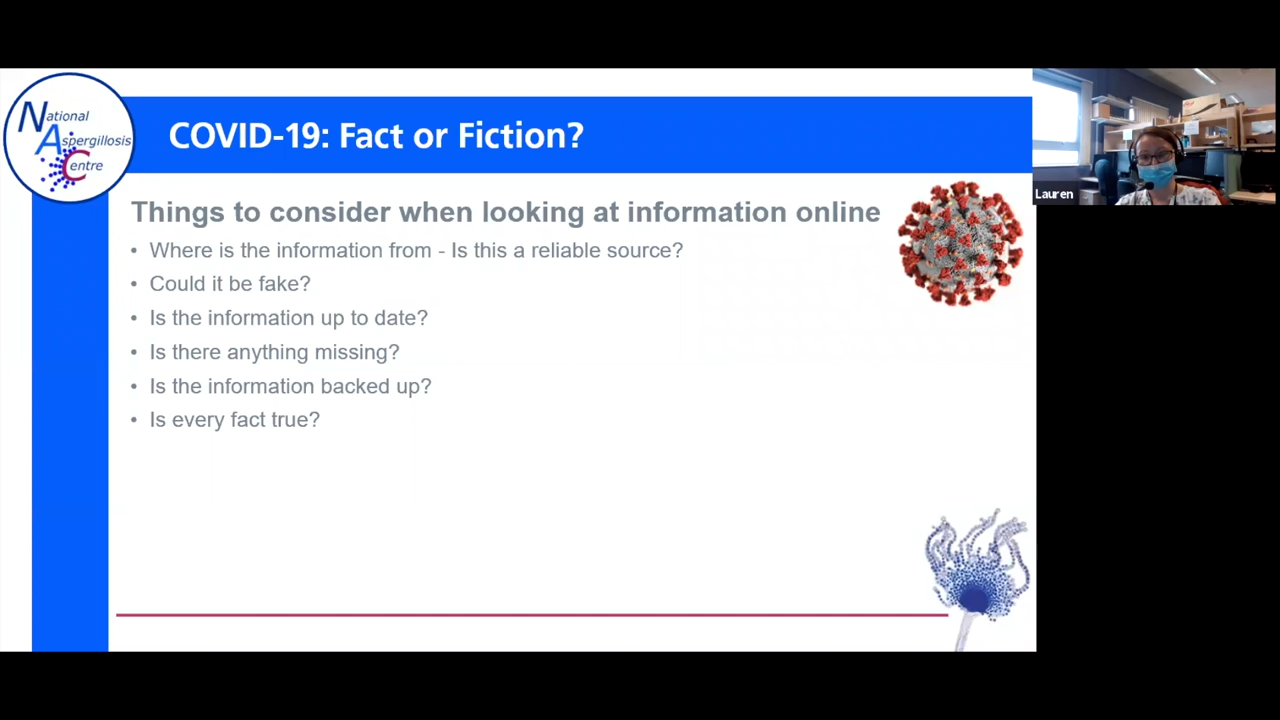 National
Aspergillosis
Centre
COVID-19: Fact or Fiction?
Things to consider when looking at information online
• Where is the information from - Is this a reliable source?
• Could it be fake?
• Is the information up to date?
• Is there anything missing?
• Is the information backed up?
• Is every fact true?
Lauren